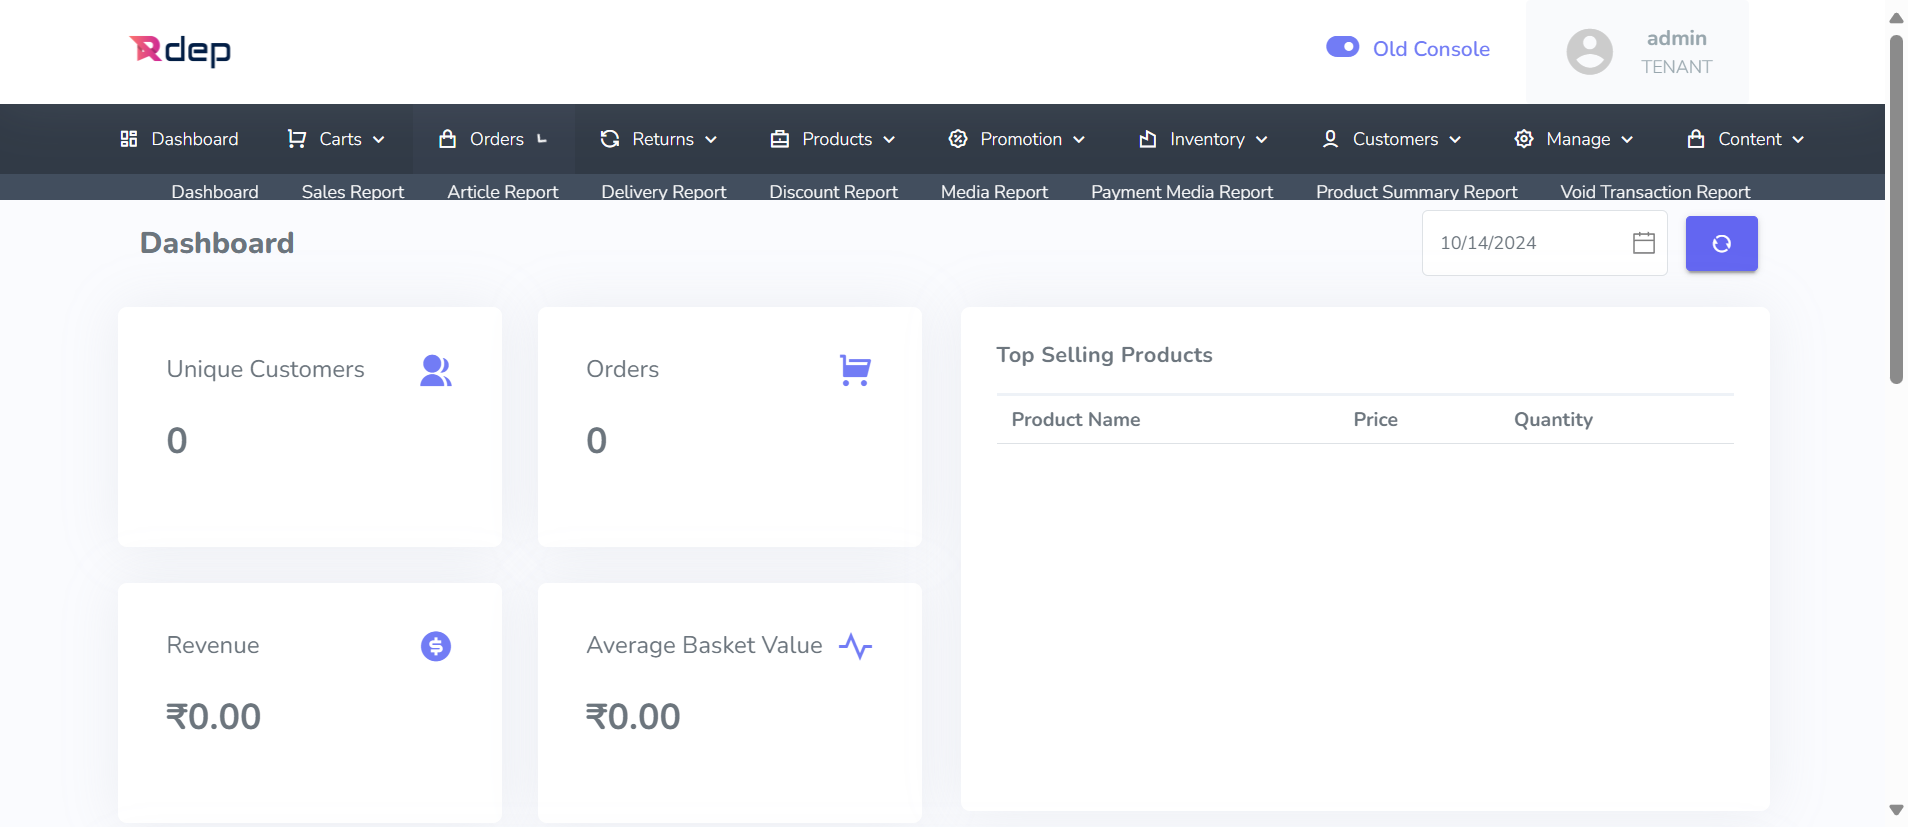 Rdep
Old Console
admin
TENANT
Dashboard Carts Orders Returns Products Promotion Inventory Customers Manage Content
Dashboard Sales Report Article Report Delivery Report Discount Report Media Report Payment Media Report Product Summary Report Void Transaction Report
Dashboard
10/14/2024
Unique Customers
0
Orders
0
Top Selling Products
Product Name Price Quantity
Revenue
₹0.00
Average Basket Value
₹0.00